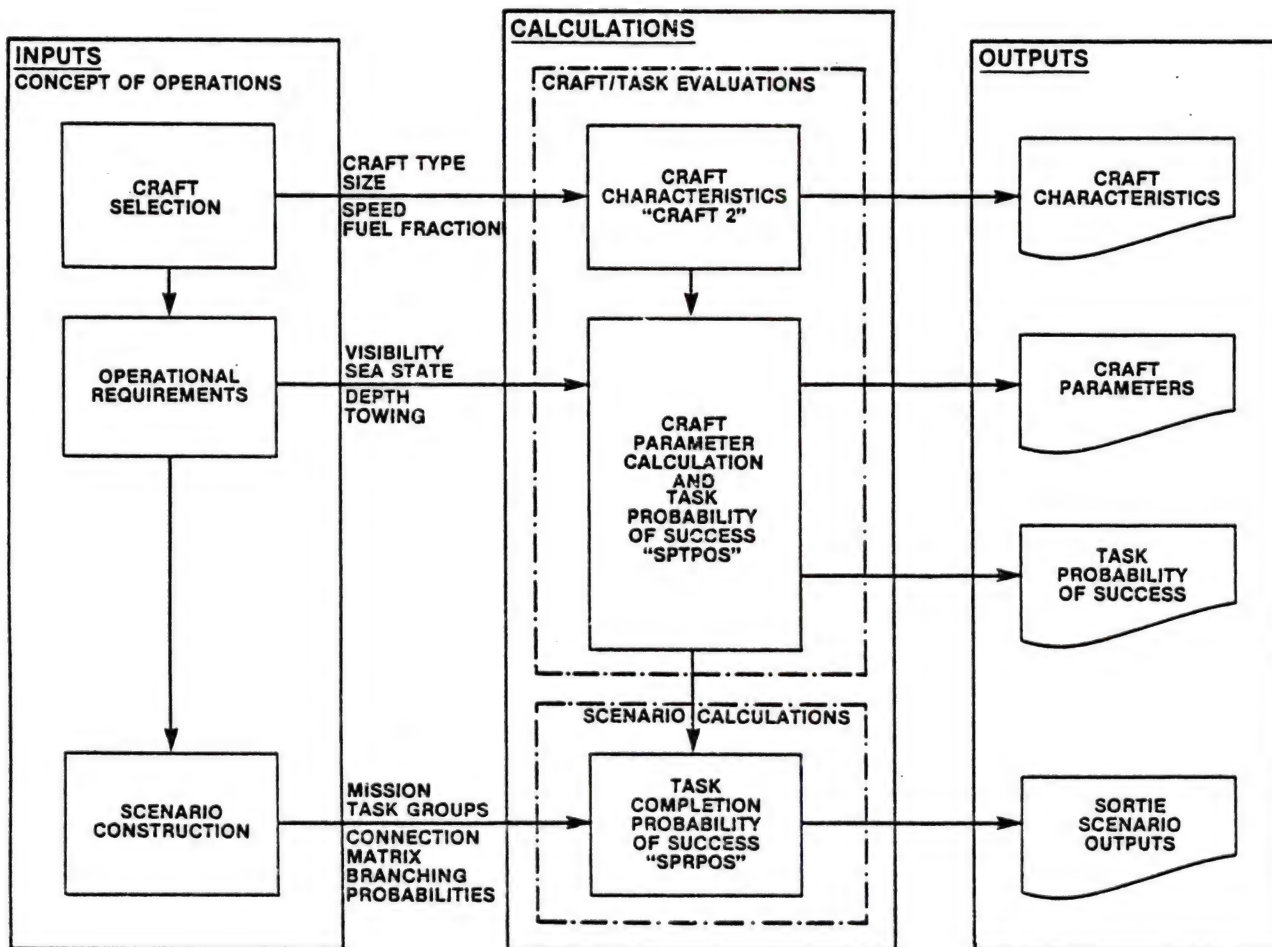 INPUTS
CONCEPT OF OPERATIONS
CRAFT
SELECTION
OPERATIONAL
REQUIREMENTS
SCENARIO
CONSTRUCTION
CRAFT TYPE
SIZE
SPEED
FUEL FRACTION
VISIBILITY
SEA STATE
DEPTH
TOWING
MISSION
TASK GROUPS
CONNECTION
MATRIX
BRANCHING
PROBABILITIES
CALCULATIONS
CRAFT/TASK EVALUATIONS
CRAFT
CHARACTERISTICS
"CRAFT 2"
CRAFT
PARAMETER
CALCULATION
AND
TASK
PROBABILITY
OF SUCCESS
"SPTPOS"
SCENARIO CALCULATIONS
TASK
COMPLETION
PROBABILITY
OF SUCCESS
"SPRPOS"
OUTPUTS
CRAFT
CHARACTERISTICS
CRAFT
PARAMETERS
TASK
PROBABILITY
OF SUCCESS
SORTIE
SCENARIO
OUTPUTS